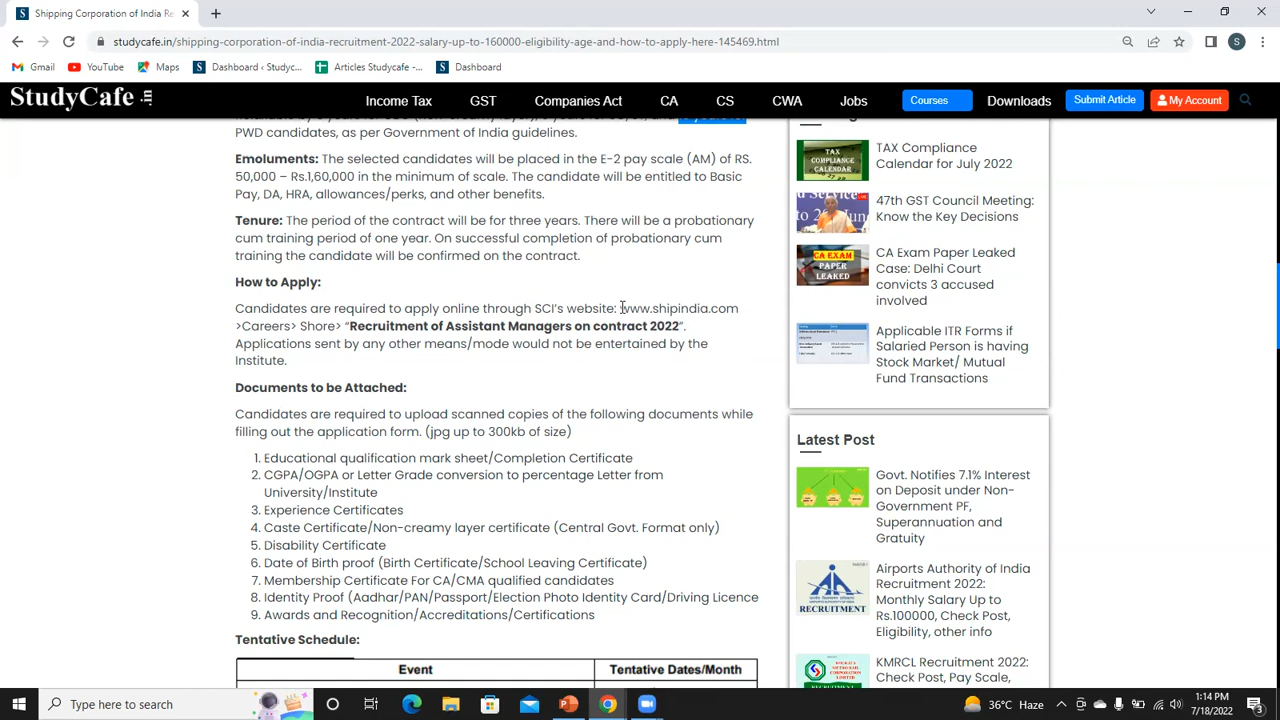 Shipping Corporation of India Re
studycafe.in/shipping-corporation-of-india-recruitment-2022-salary-up-to-160000-eligibility-age-and-how-to-apply-here-145469.html
S
Gmail
YouTube
Maps
Dashboard ‹ Studyc...
Articles Studycafe -...
Dashboard
StudyCafe.in
Income Tax
GST
Companies Act
CA
CS
CWA
Jobs
Courses
Downloads
Submit Article
My Account
PWD candidates, as per Government of India guidelines.
Emoluments: The selected candidates will be placed in the E-2 pay scale (AM) of RS.
50,000 – Rs.1,60,000 in the minimum of scale. The candidate will be entitled to Basic
Pay, DA, HRA, allowances/perks, and other benefits.
Tenure: The period of the contract will be for three years. There will be a probationary
cum training period of one year. On successful completion of probationary cum
training the candidate will be confirmed on the contract.
How to Apply:
Candidates are required to apply online through SCI's website: www.shipindia.com
>Careers> Shore> “Recruitment of Assistant Managers on contract 2022”.
Applications sent by any other means/mode would not be entertained by the
Institute.
Documents to be Attached:
Candidates are required to upload scanned copies of the following documents while
filling out the application form. (jpg up to 300kb of size)
1. Educational qualification mark sheet/Completion Certificate
2. CGPA/OGPA or Letter Grade conversion to percentage Letter from
University/Institute
3. Experience Certificates
4. Caste Certificate/Non-creamy layer certificate (Central Govt. Format only)
5. Disability Certificate
6. Date of Birth proof (Birth Certificate/School Leaving Certificate)
7. Membership Certificate For CA/CMA qualified candidates
8. Identity Proof (Aadhar/PAN/Passport/Election Photo Identity Card/Driving Licence
9. Awards and Recognition/Accreditations/Certifications
Tentative Schedule:
Event
Tentative Dates/Month
TAX
COMPLIANCE
CALENDAR
TAX Compliance
Calendar for July 2022
47th GST Council Meeting:
Know the Key Decisions
CA EXAM
PAPER
LEAKED
CA Exam Paper Leaked
Case: Delhi Court
convicts 3 accused
involved
Applicable ITR Forms if
Salaried Person is having
Stock Market/ Mutual
Fund Transactions
Latest Post
Govt. Notifies 7.1% Interest
on Deposit under Non-
Government PF,
Superannuation and
Gratuity
RECRUITMENT
Airports Authority of India
Recruitment 2022:
Monthly Salary Up to
Rs.100000, Check Post,
Eligibility, other info
KMRCL Recruitment 2022:
Check Post, Pay Scale,
Type here to search
36°C Haze
1:14 PM
7/18/2022